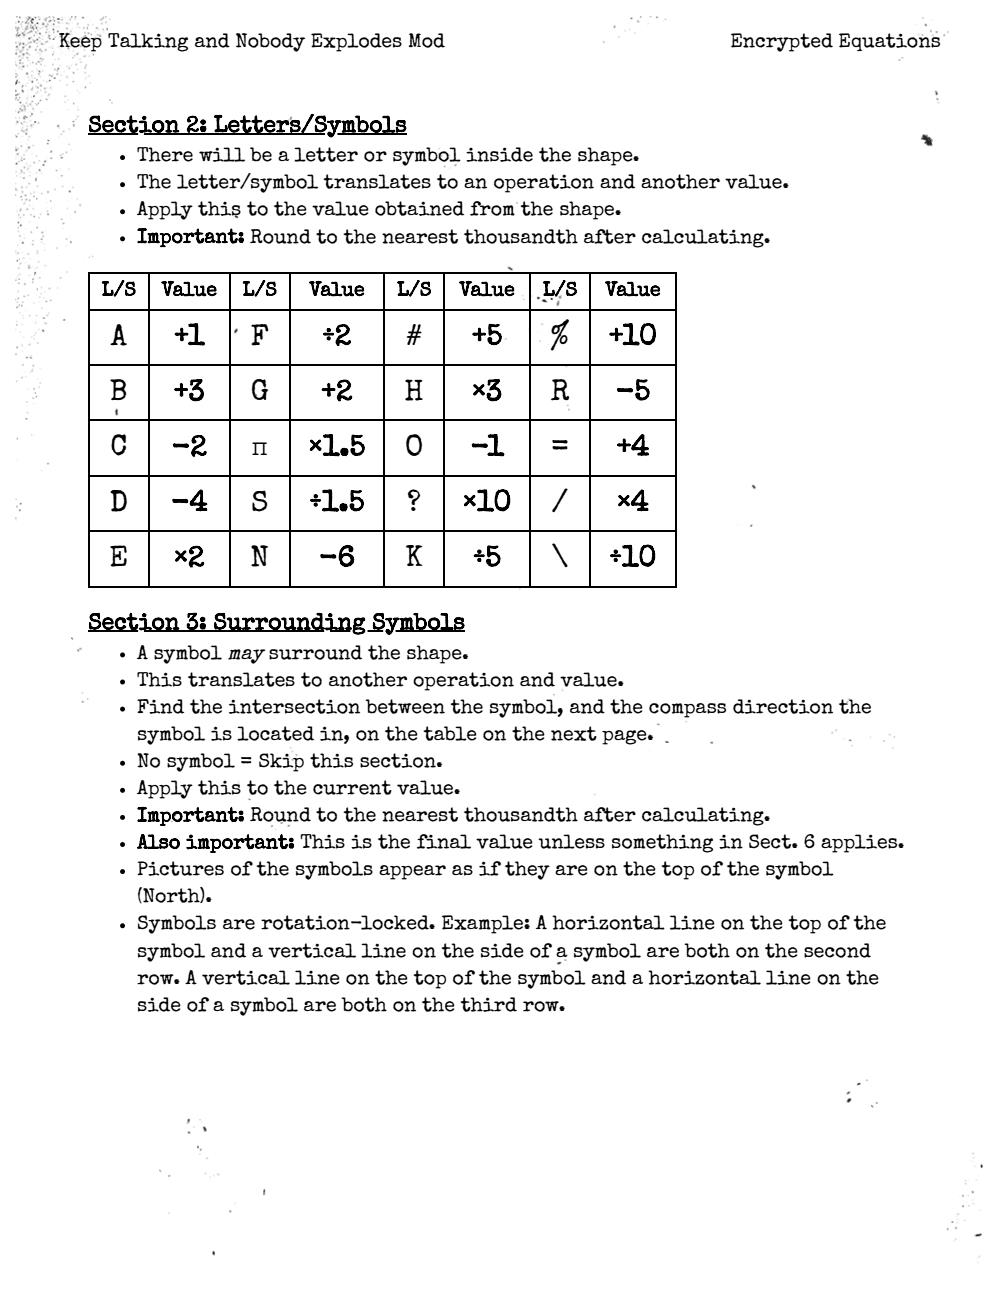 Keep Talking and Nobody Explodes Mod Encrypted Equations
Section 2: Letters/Symbols
• There will be a letter or symbol inside the shape.
• The letter/symbol translates to an operation and another value.
• Apply this to the value obtained from the shape.
• Important: Round to the nearest thousandth after calculating.
L/S Value L/S Value L/S Value L/S Value
A +1 F ÷2 # +5 % +10
B +3 G +2 H ×3 R −5
C −2 π ×1.5 O −1 = +4
D −4 S ÷1.5 ? ×10 / ×4
E ×2 N −6 K ÷5 \ ÷10
Section 3: Surrounding Symbols
• A symbol may surround the shape.
• This translates to another operation and value.
• Find the intersection between the symbol, and the compass direction the
symbol is located in, on the table on the next page.
• No symbol = Skip this section.
• Apply this to the current value.
• Important: Round to the nearest thousandth after calculating.
• Also important: This is the final value unless something in Sect. 6 applies.
• Pictures of the symbols appear as if they are on the top of the symbol
(North).
• Symbols are rotation-locked. Example: A horizontal line on the top of the
symbol and a vertical line on the side of a symbol are both on the second
row. A vertical line on the top of the symbol and a horizontal line on the
side of a symbol are both on the third row.